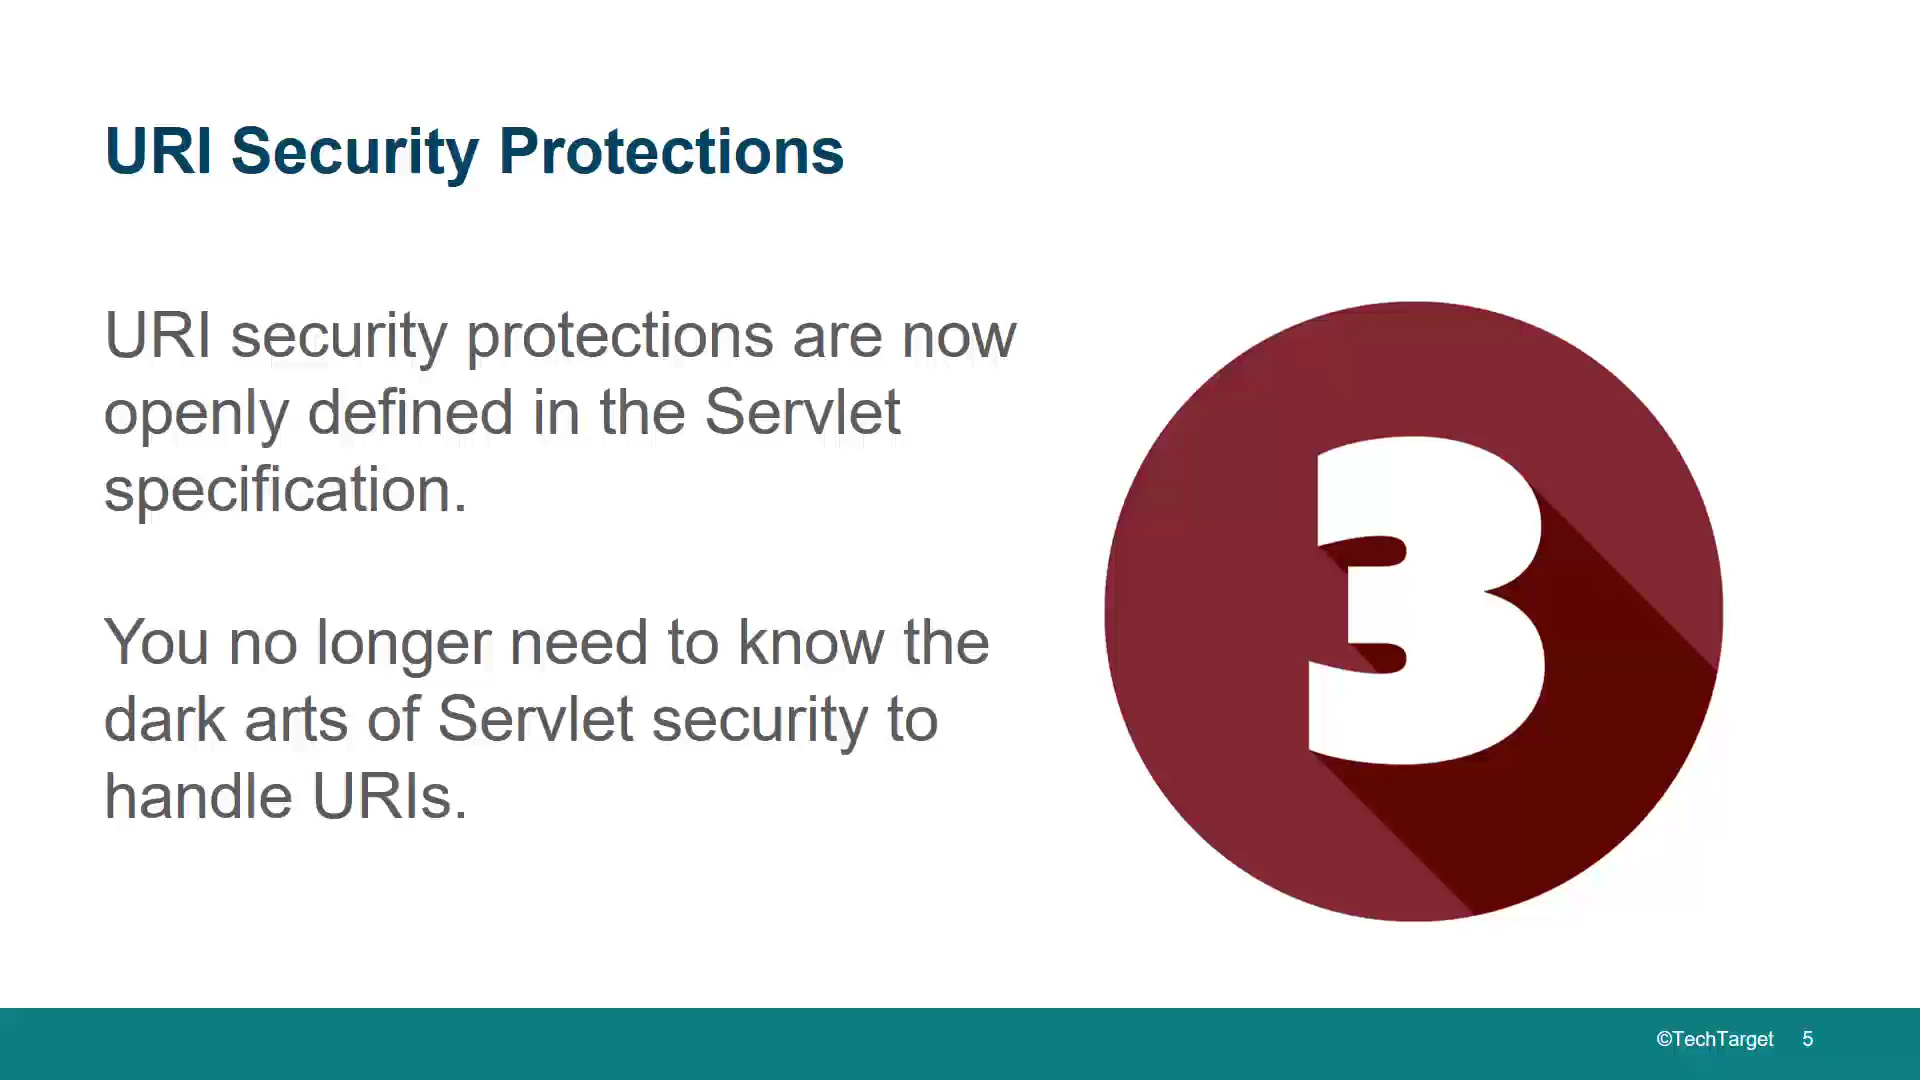 URI Security Protections
URI security protections are now
openly defined in the Servlet
specification.
You no longer need to know the
dark arts of Servlet security to
handle URIs.
3
©TechTarget 5